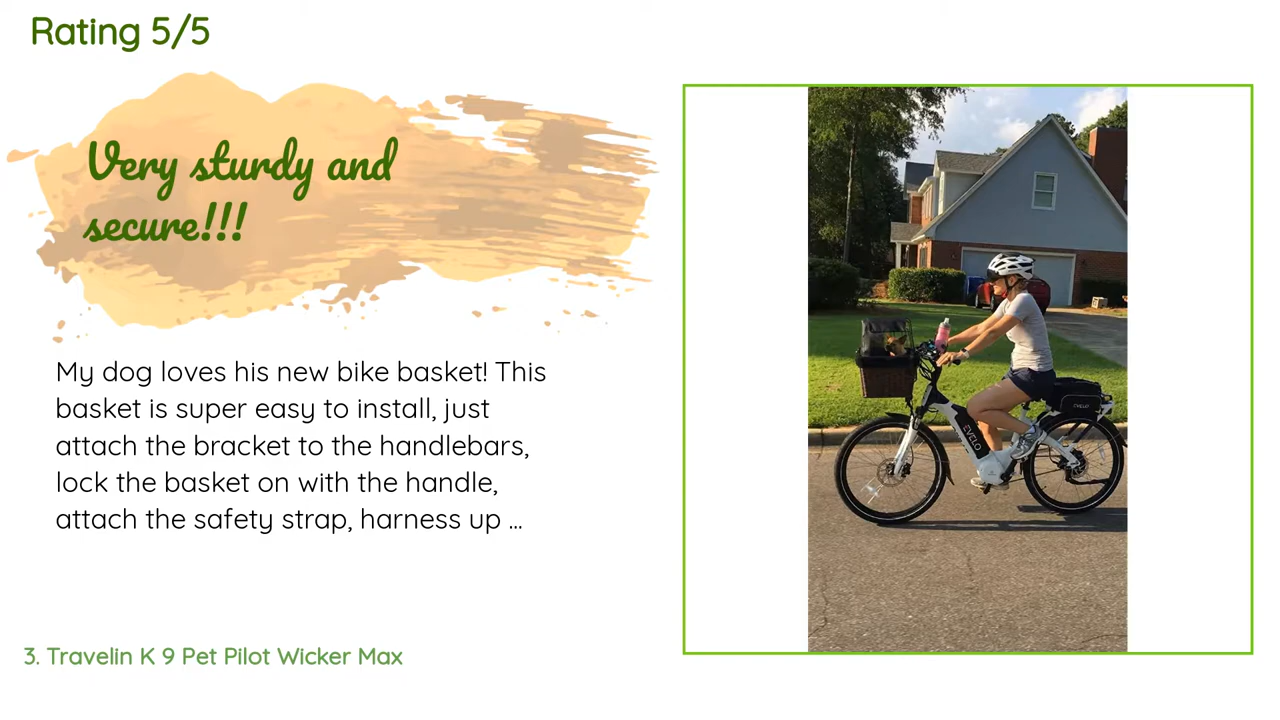 Rating 5/5
Very sturdy and
secure!!!
My dog loves his new bike basket! This
basket is super easy to install, just
attach the bracket to the handlebars,
lock the basket on with the handle,
attach the safety strap, harness up ...
EVELO
EVELO
3. Travelin K 9 Pet Pilot Wicker Max